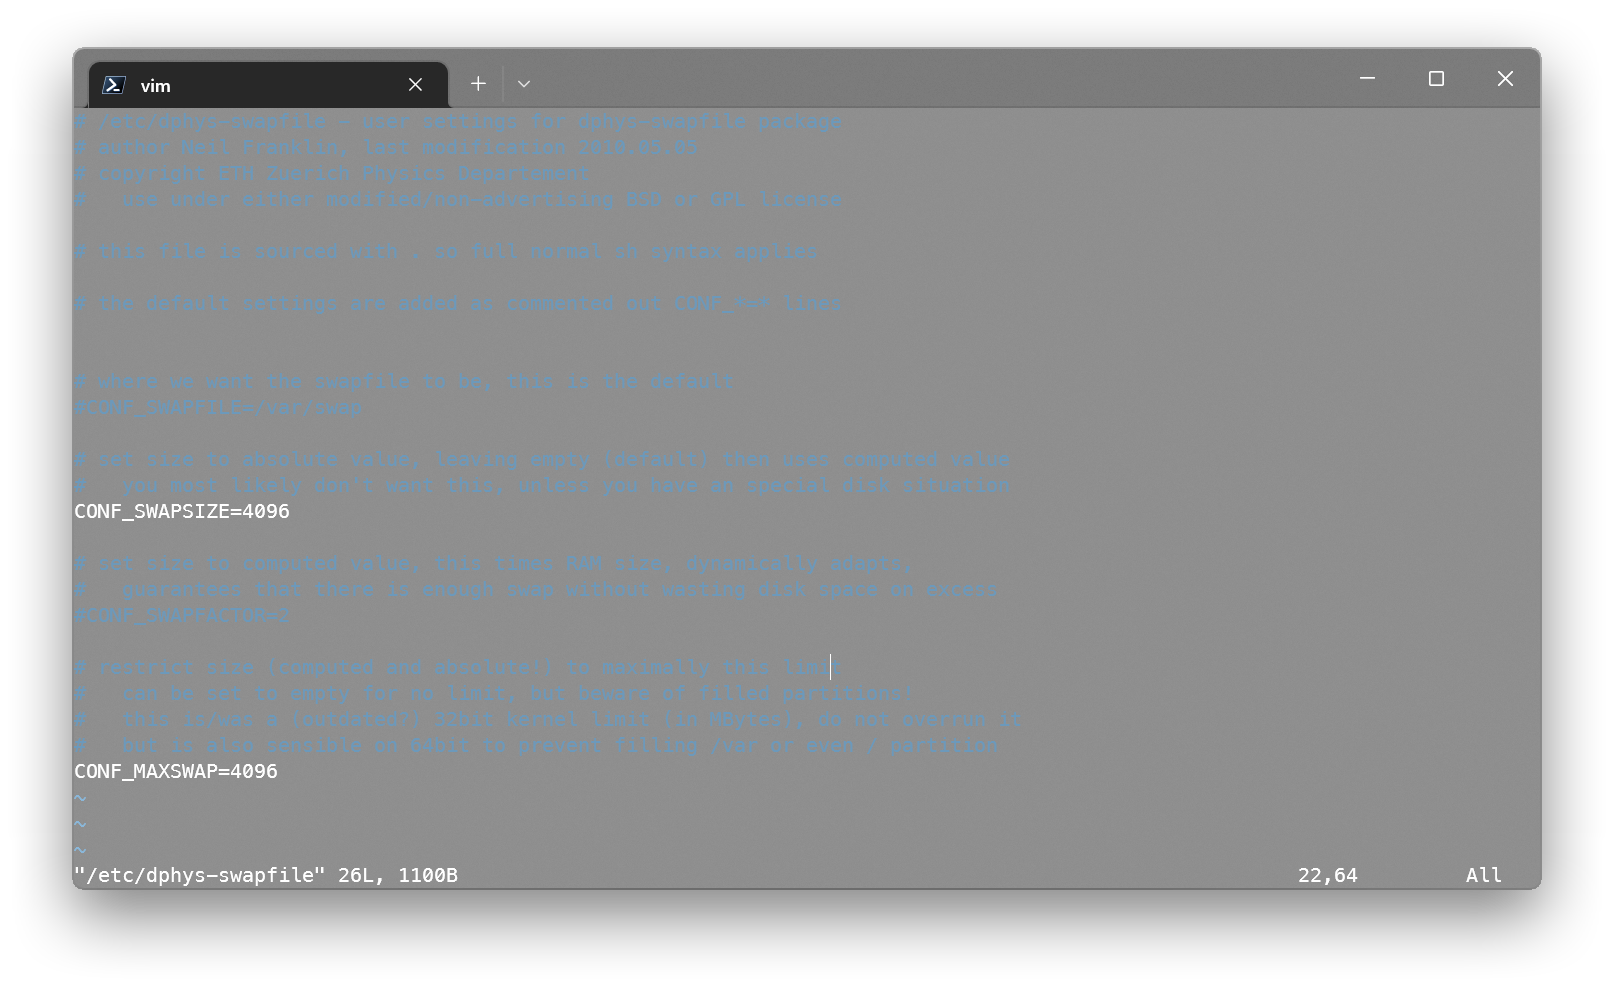 vim
# /etc/dphys-swapfile - user settings for dphys-swapfile package
# author Neil Franklin, last modification 2010.05.05
# copyright ETH Zuerich Physics Departement
#   use under either modified/non-advertising BSD or GPL license
# this file is sourced with . so full normal sh syntax applies
# the default settings are added as commented out CONF_*=* lines
# where we want the swapfile to be, this is the default
#CONF_SWAPFILE=/var/swap
# set size to absolute value, leaving empty (default) then uses computed value
#   you most likely don't want this, unless you have an special disk situation
CONF_SWAPSIZE=4096
# set size to computed value, this times RAM size, dynamically adapts,
#   guarantees that there is enough swap without wasting disk space on excess
#CONF_SWAPFACTOR=2
# restrict size (computed and absolute!) to maximally this limit
#   can be set to empty for no limit, but beware of filled partitions!
#   this is/was a (outdated?) 32bit kernel limit (in MBytes), do not overrun it
#   but is also sensible on 64bit to prevent filling /var or even / partition
CONF_MAXSWAP=4096
~
~
~
"/etc/dphys-swapfile" 26L, 1100B 22,64 All